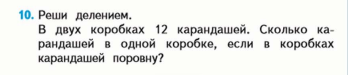 10. Реши делением.
В двух коробках 12 карандашей. Сколько ка-
рандашей в одной коробке, если в коробках
карандашей поровну?